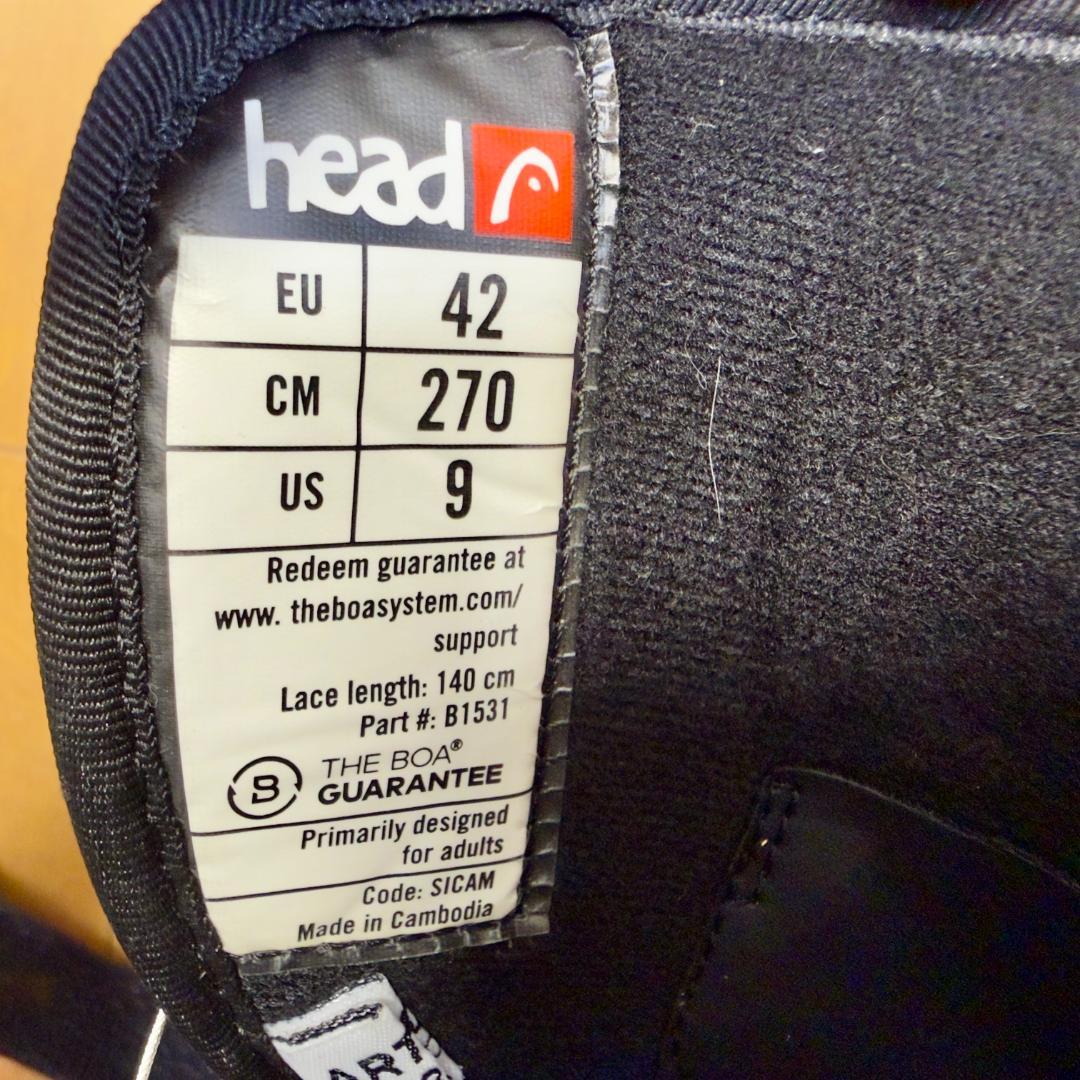 head
EU 42
CM 270
US 9
Redeem guarantee at
www. theboasystem.com/
support
Lace length: 140 cm
Part #: B1531
B THE BOA®
GUARANTEE
Primarily designed
for adults
Code: SICAM
Made in Cambodia